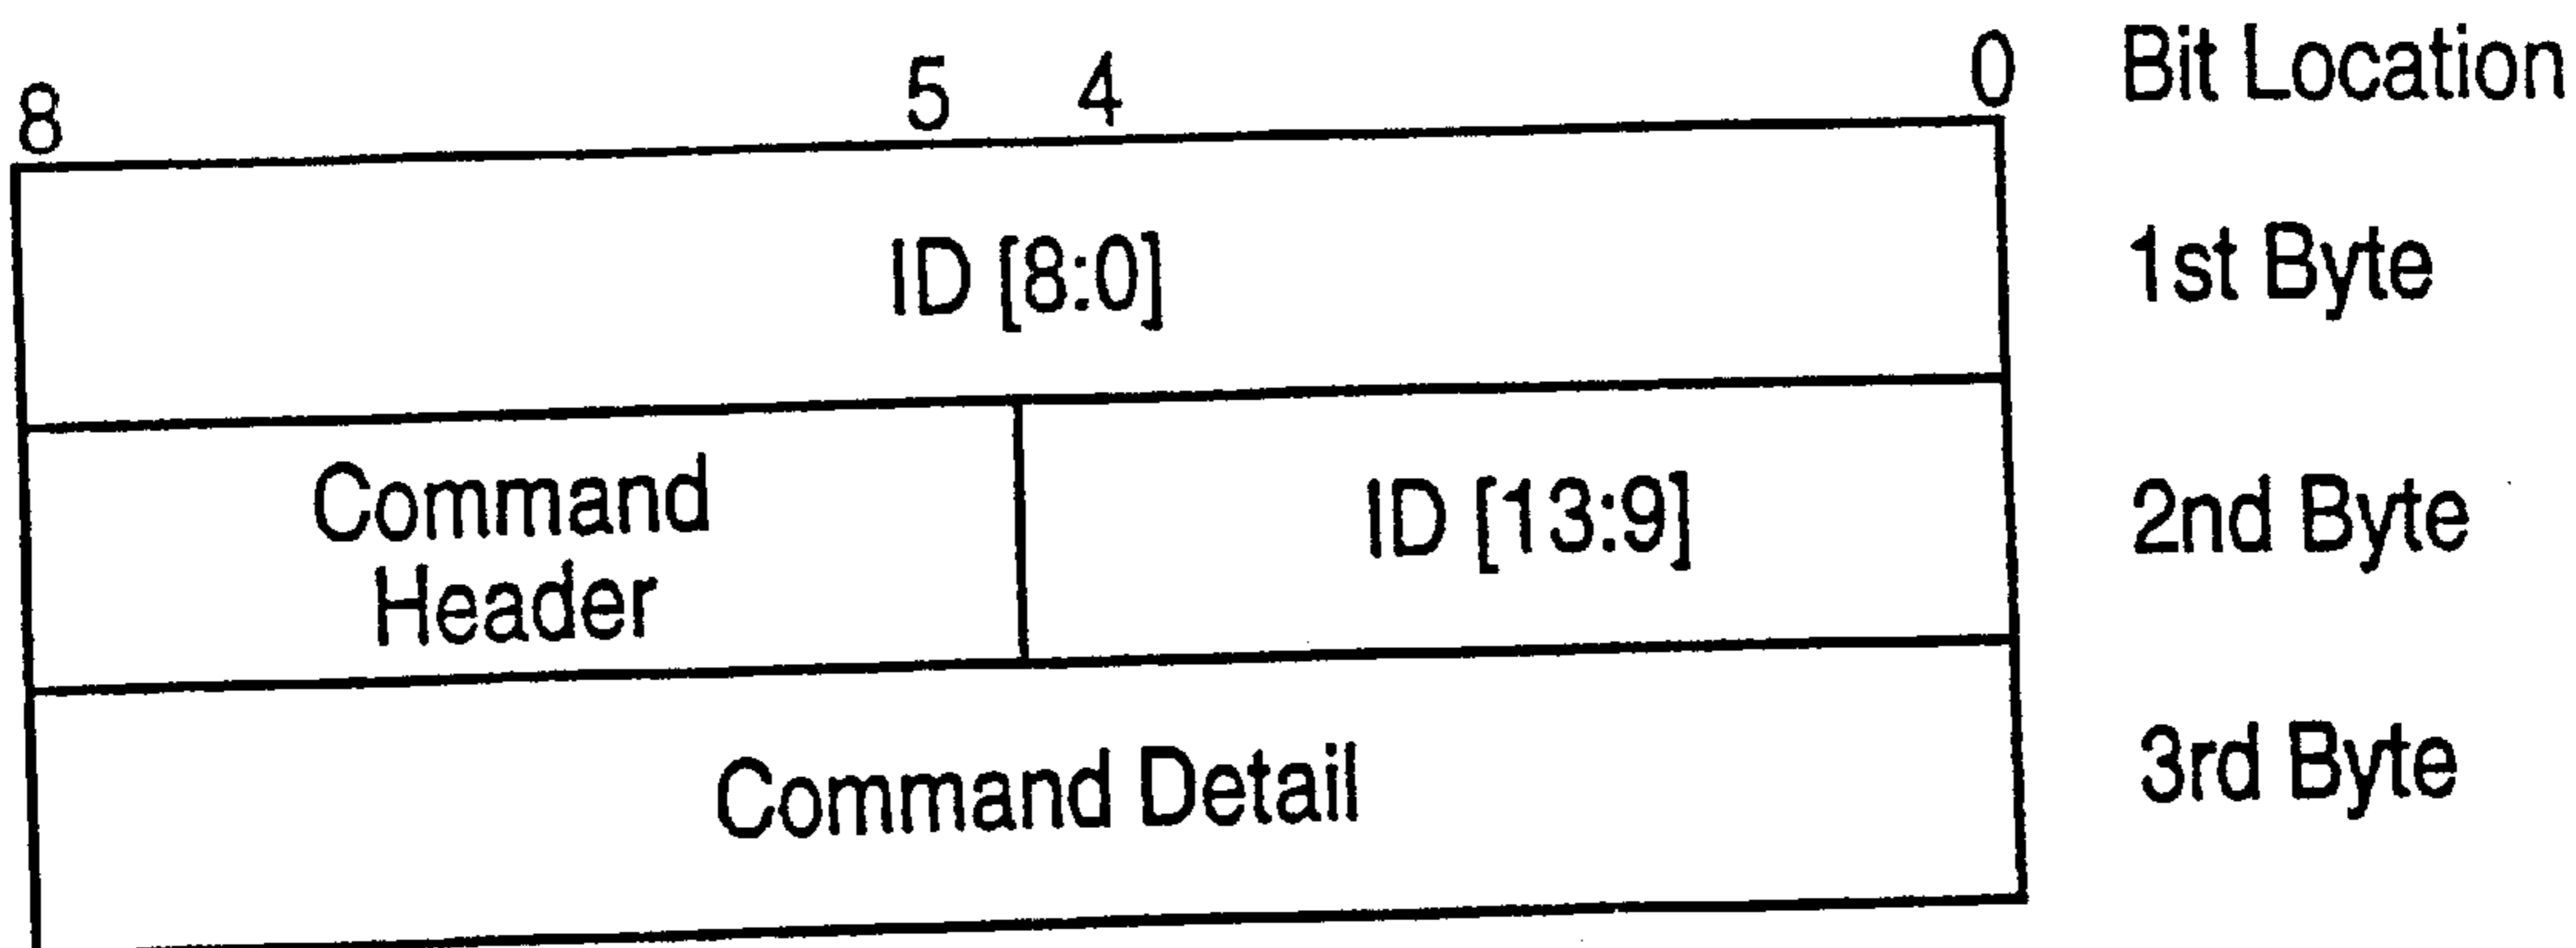 8 5 4 0 Bit Location
ID [8:0] 1st Byte
Command
Header
ID [13:9] 2nd Byte
Command Detail 3rd Byte